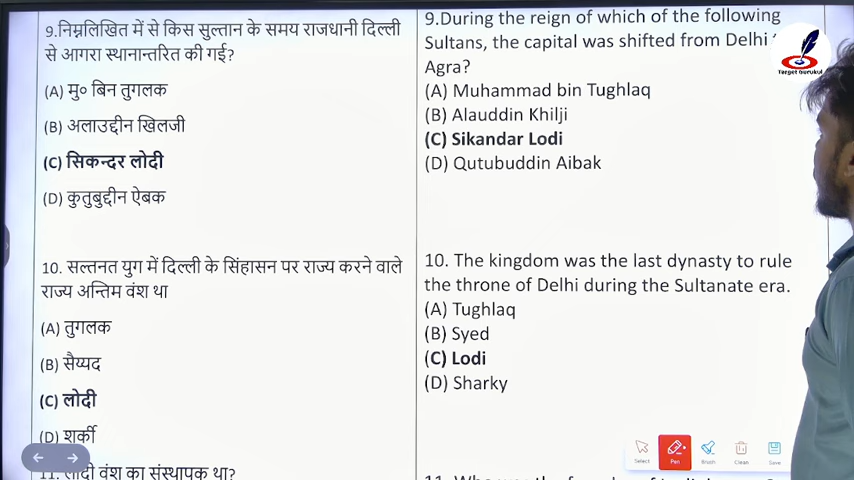 9.निम्नलिखित में से किस सुल्तान के समय राजधानी दिल्ली
से आगरा स्थानान्तरित की गई?
(A) मु० बिन तुगलक
(B) अलाउद्दीन खिलजी
(C) सिकन्दर लोदी
(D) कुतुबुद्दीन ऐबक
10. सल्तनत युग में दिल्ली के सिंहासन पर राज्य करने वाले
राज्य अन्तिम वंश था
(A) तुगलक
(B) सैय्यद
(C) लोदी
(D) शर्की
11. लोदी वंश का संस्थापक था?
9.During the reign of which of the following
Sultans, the capital was shifted from Delhi
Agra?
(A) Muhammad bin Tughlaq
(B) Alauddin Khilji
(C) Sikandar Lodi
(D) Qutubuddin Aibak
10. The kingdom was the last dynasty to rule
the throne of Delhi during the Sultanate era.
(A) Tughlaq
(B) Syed
(C) Lodi
(D) Sharky
Target Gurukul
Select
Pen
Brush
Clean
Save